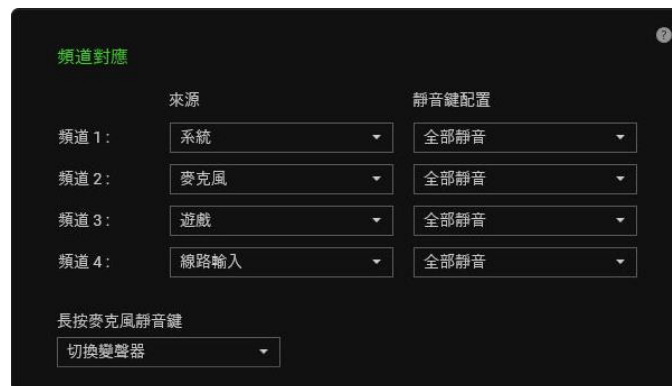 ?
頻道對應
來源 靜音鍵配置
頻道 1 : 系統 全部靜音
頻道 2 : 麥克風 全部靜音
頻道 3 : 遊戲 全部靜音
頻道 4 : 線路輸入 全部靜音
長按麥克風靜音鍵
切換變聲器